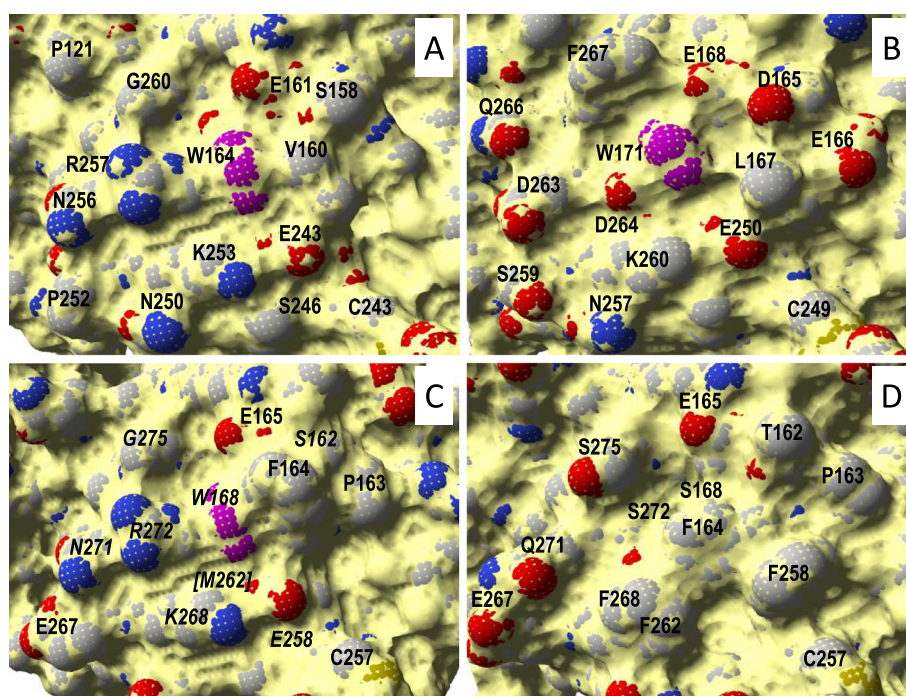 A
P121
G260
E161
S158
W164
V160
R257
N256
K253
E243
P252
N250
S246
C243
B
F267
E168
D165
Q266
E166
W171
L167
D263
D264
E250
K260
S259
N257
C249
C
E165
G275
S162
F164
P163
W168
R272
N271
[M262]
E267
K268
E258
C257
D
E165
T162
S275
P163
S168
S272
F164
Q271
F258
E267
F268
F262
C257